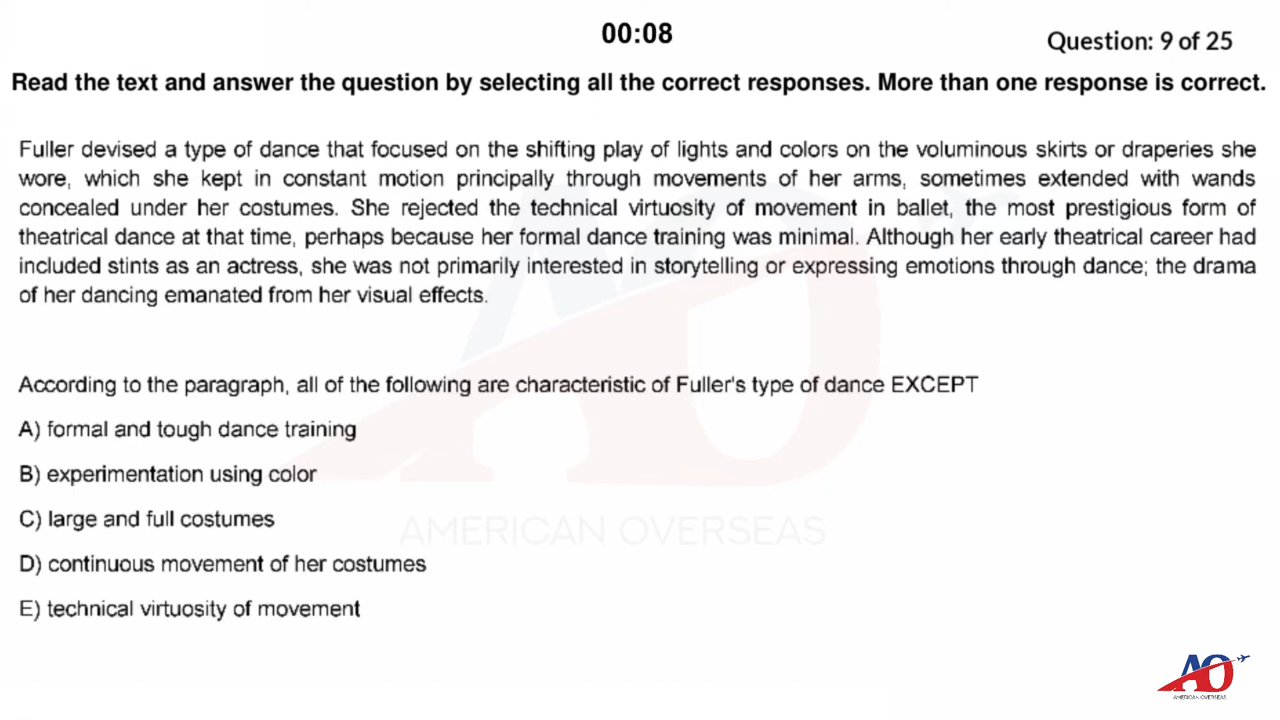 00:08
Question: 9 of 25
Read the text and answer the question by selecting all the correct responses. More than one response is correct.
Fuller devised a type of dance that focused on the shifting play of lights and colors on the voluminous skirts or draperies she
wore, which she kept in constant motion principally through movements of her arms, sometimes extended with wands
concealed under her costumes. She rejected the technical virtuosity of movement in ballet, the most prestigious form of
theatrical dance at that time, perhaps because her formal dance training was minimal. Although her early theatrical career had
included stints as an actress, she was not primarily interested in storytelling or expressing emotions through dance; the drama
of her dancing emanated from her visual effects.
According to the paragraph, all of the following are characteristic of Fuller's type of dance EXCEPT
A) formal and tough dance training
B) experimentation using color
C) large and full costumes
AMERICAN OVERSEAS
D) continuous movement of her costumes
E) technical virtuosity of movement
AO
AMERICAN OVERSEAS